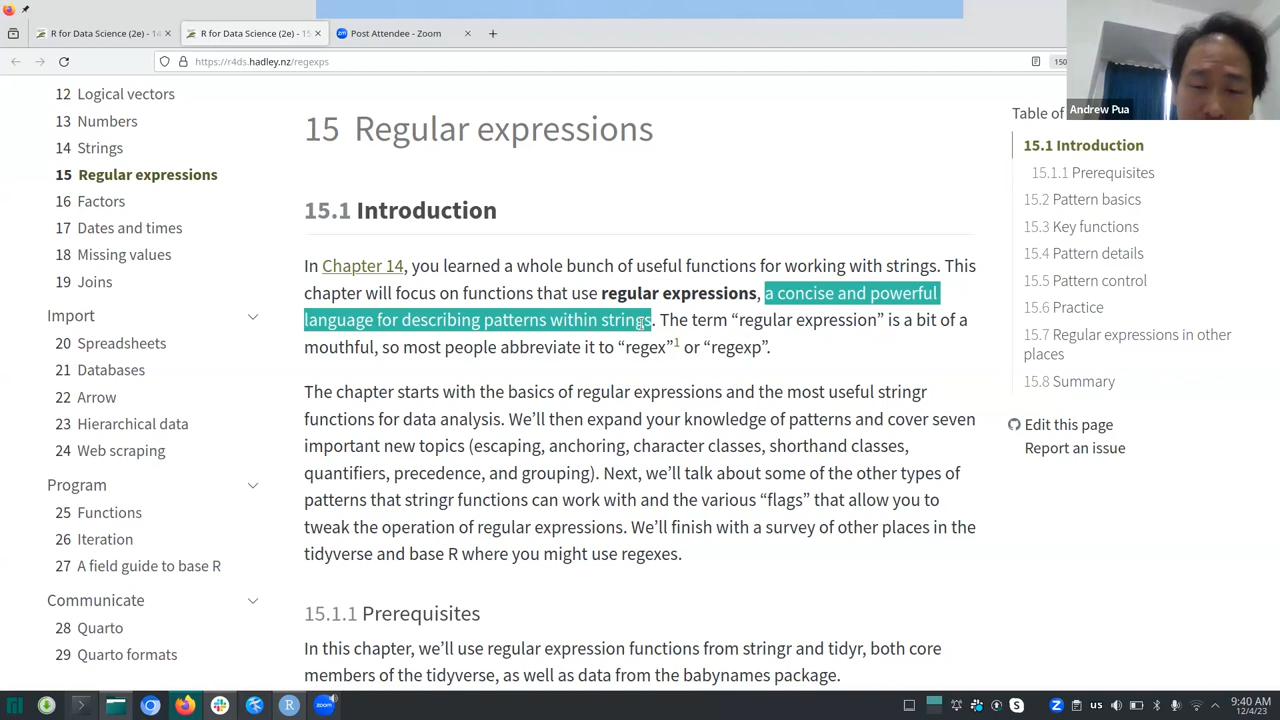 R for Data Science (2e) - 14
R for Data Science (2e) - 15
Post Attendee - Zoom
https://r4ds.hadley.nz/regexps
150
Andrew Pua
12 Logical vectors
13 Numbers
14 Strings
15 Regular expressions
16 Factors
17 Dates and times
18 Missing values
19 Joins
Import
20 Spreadsheets
21 Databases
22 Arrow
23 Hierarchical data
24 Web scraping
Program
25 Functions
26 Iteration
27 A field guide to base R
Communicate
28 Quarto
29 Quarto formats
15 Regular expressions
15.1 Introduction
In Chapter 14, you learned a whole bunch of useful functions for working with strings. This
chapter will focus on functions that use regular expressions, a concise and powerful
language for describing patterns within strings. The term “regular expression” is a bit of a
mouthful, so most people abbreviate it to “regex”1 or “regexp”.
The chapter starts with the basics of regular expressions and the most useful stringr
functions for data analysis. We’ll then expand your knowledge of patterns and cover seven
important new topics (escaping, anchoring, character classes, shorthand classes,
quantifiers, precedence, and grouping). Next, we’ll talk about some of the other types of
patterns that stringr functions can work with and the various “flags” that allow you to
tweak the operation of regular expressions. We’ll finish with a survey of other places in the
tidyverse and base R where you might use regexes.
15.1.1 Prerequisites
In this chapter, we’ll use regular expression functions from stringr and tidyr, both core
members of the tidyverse, as well as data from the babynames package.
Table of
15.1 Introduction
15.1.1 Prerequisites
15.2 Pattern basics
15.3 Key functions
15.4 Pattern details
15.5 Pattern control
15.6 Practice
15.7 Regular expressions in other
places
15.8 Summary
Edit this page
Report an issue
us
9:40 AM
12/4/23